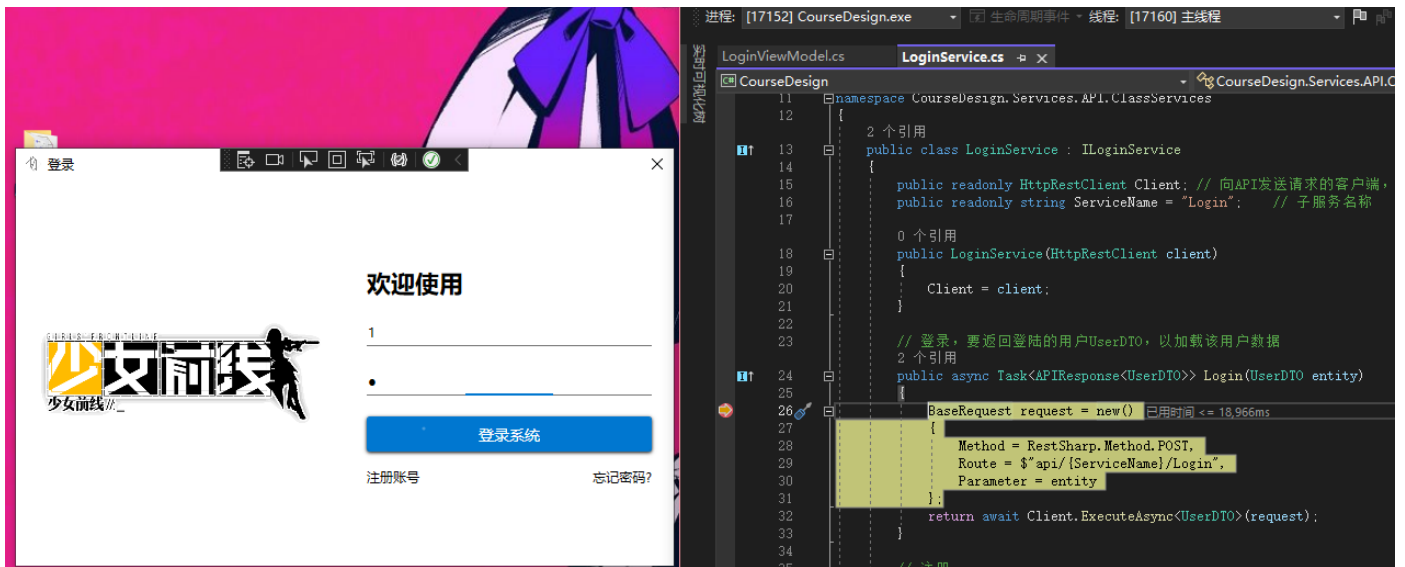 进程: [17152] CourseDesign.exe 生命周期事件 线程: [17160] 主线程
实时可视化树
LoginViewModel.cs LoginService.cs
CourseDesign CourseDesign.Services.API.C
11 namespace CourseDesign.Services.API.ClassServices
12 {
2 个引用
13 public class LoginService : ILoginService
14 {
15 public readonly HttpRestClient Client; // 向API发送请求的客户端，
16 public readonly string ServiceName = "Login"; // 子服务名称
17
0 个引用
18 public LoginService(HttpRestClient client)
19 {
20 Client = client;
21 }
22
23 // 登录，要返回登陆的用户UserDTO，以加载该用户数据
2 个引用
24 public async Task<APIResponse<UserDTO>> Login(UserDTO entity)
25 {
26 BaseRequest request = new() 已用时间 <= 18,966ms
27 {
28 Method = RestSharp.Method.POST,
29 Route = $"api/{ServiceName}/Login",
30 Parameter = entity
31 };
32 return await Client.ExecuteAsync<UserDTO>(request);
33 }
34
35 // 注册
登录
欢迎使用
1
登录系统
注册账号 忘记密码?
少女前线
少女前线//:_